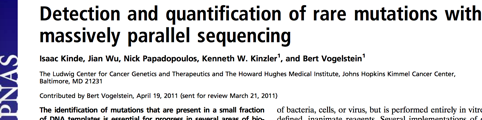 Detection and quantification of rare mutations with
massively parallel sequencing
Isaac Kinde, Jian Wu, Nick Papadopoulos, Kenneth W. Kinzler¹, and Bert Vogelstein¹
The Ludwig Center for Cancer Genetics and Therapeutics and The Howard Hughes Medical Institute, Johns Hopkins Kimmel Cancer Center,
Baltimore, MD 21231
Contributed by Bert Vogelstein, April 19, 2011 (sent for review March 21, 2011)
The identification of mutations that are present in a small fraction
of DNA templates is essential for progress in several areas of bio-
of bacteria, cells, or virus, but is performed entirely in vitro
defined, inanimate reagents. Several implementations of
PNAS